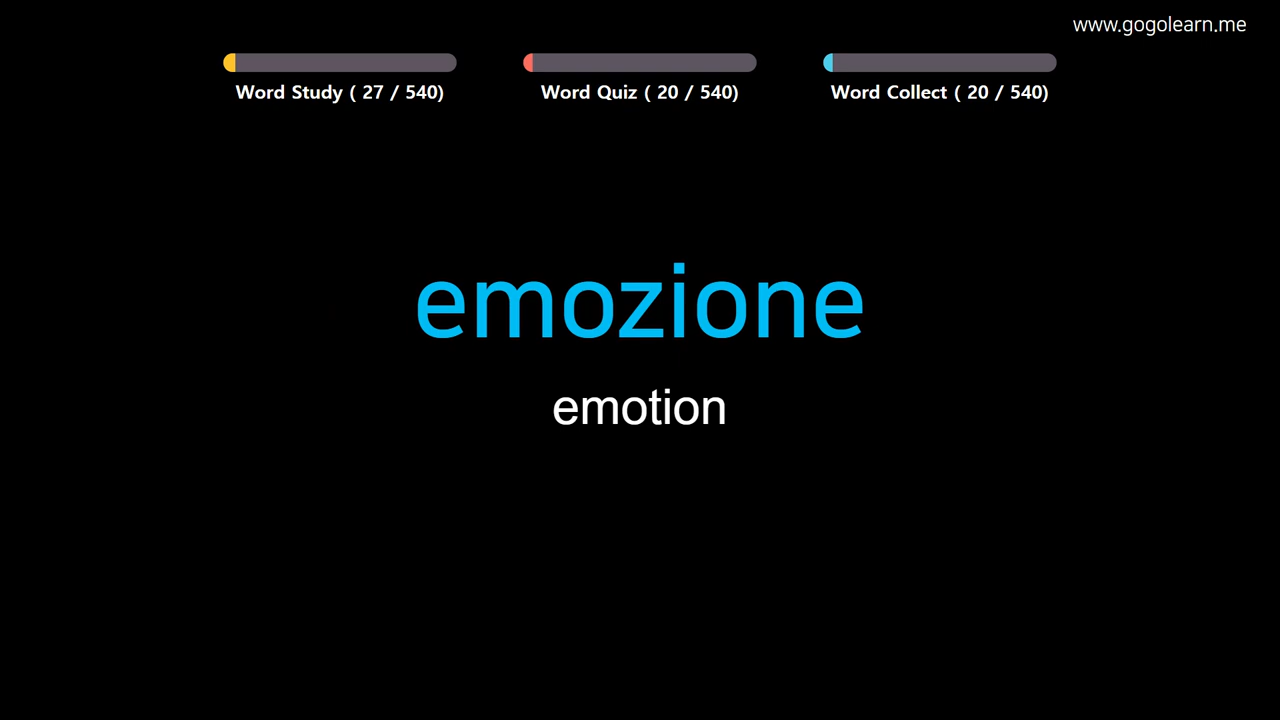 www.gogolearn.me
Word Study ( 27 / 540)
Word Quiz ( 20 / 540)
Word Collect ( 20 / 540)
emozione
emotion